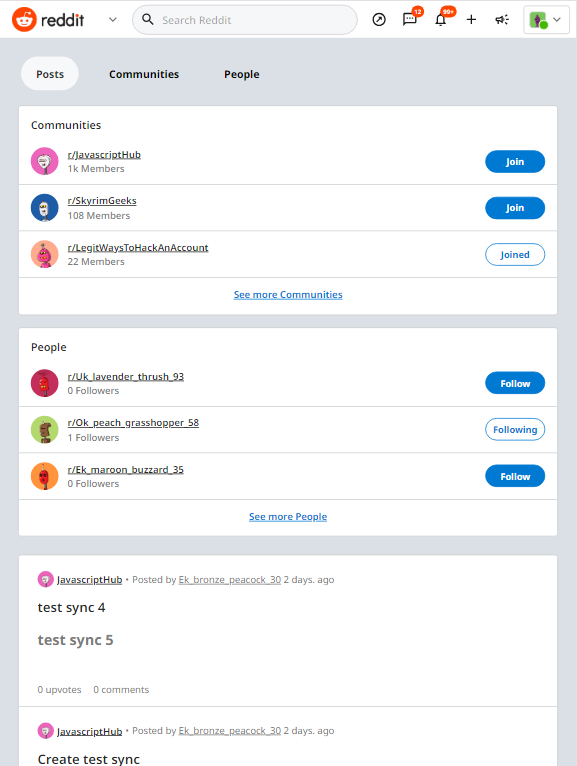 reddit
Search Reddit
12
99+
Posts
Communities
People
Communities
r/JavascriptHub
1k Members
Join
r/SkyrimGeeks
108 Members
Join
r/LegitWaysToHackAnAccount
22 Members
Joined
See more Communities
People
r/Uk_lavender_thrush_93
0 Followers
Follow
r/Ok_peach_grasshopper_58
1 Followers
Following
r/Ek_maroon_buzzard_35
0 Followers
Follow
See more People
JavascriptHub • Posted by Ek_bronze_peacock_30 2 days. ago
test sync 4
test sync 5
0 upvotes 0 comments
JavascriptHub • Posted by Ek_bronze_peacock_30 2 days. ago
Create test sync